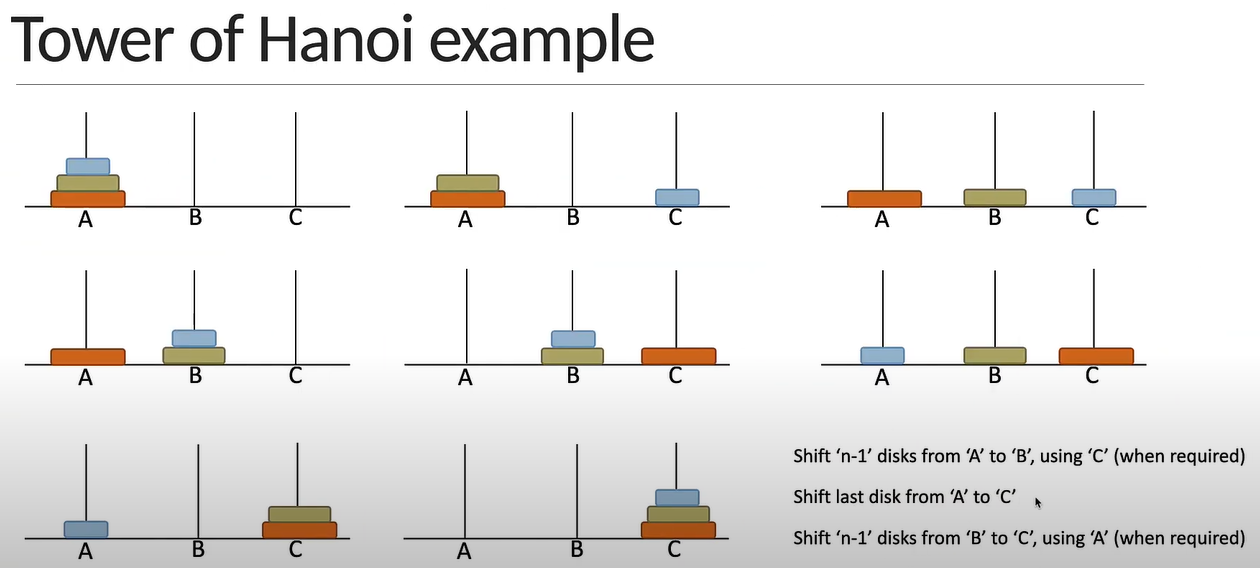 Tower of Hanoi example
A B C
A B C
A B C
A B C
A B C
A B C
A B C
A B C
Shift ‘n-1’ disks from ‘A’ to ‘B’, using ‘C’ (when required)
Shift last disk from ‘A’ to ‘C’
Shift ‘n-1’ disks from ‘B’ to ‘C’, using ‘A’ (when required)